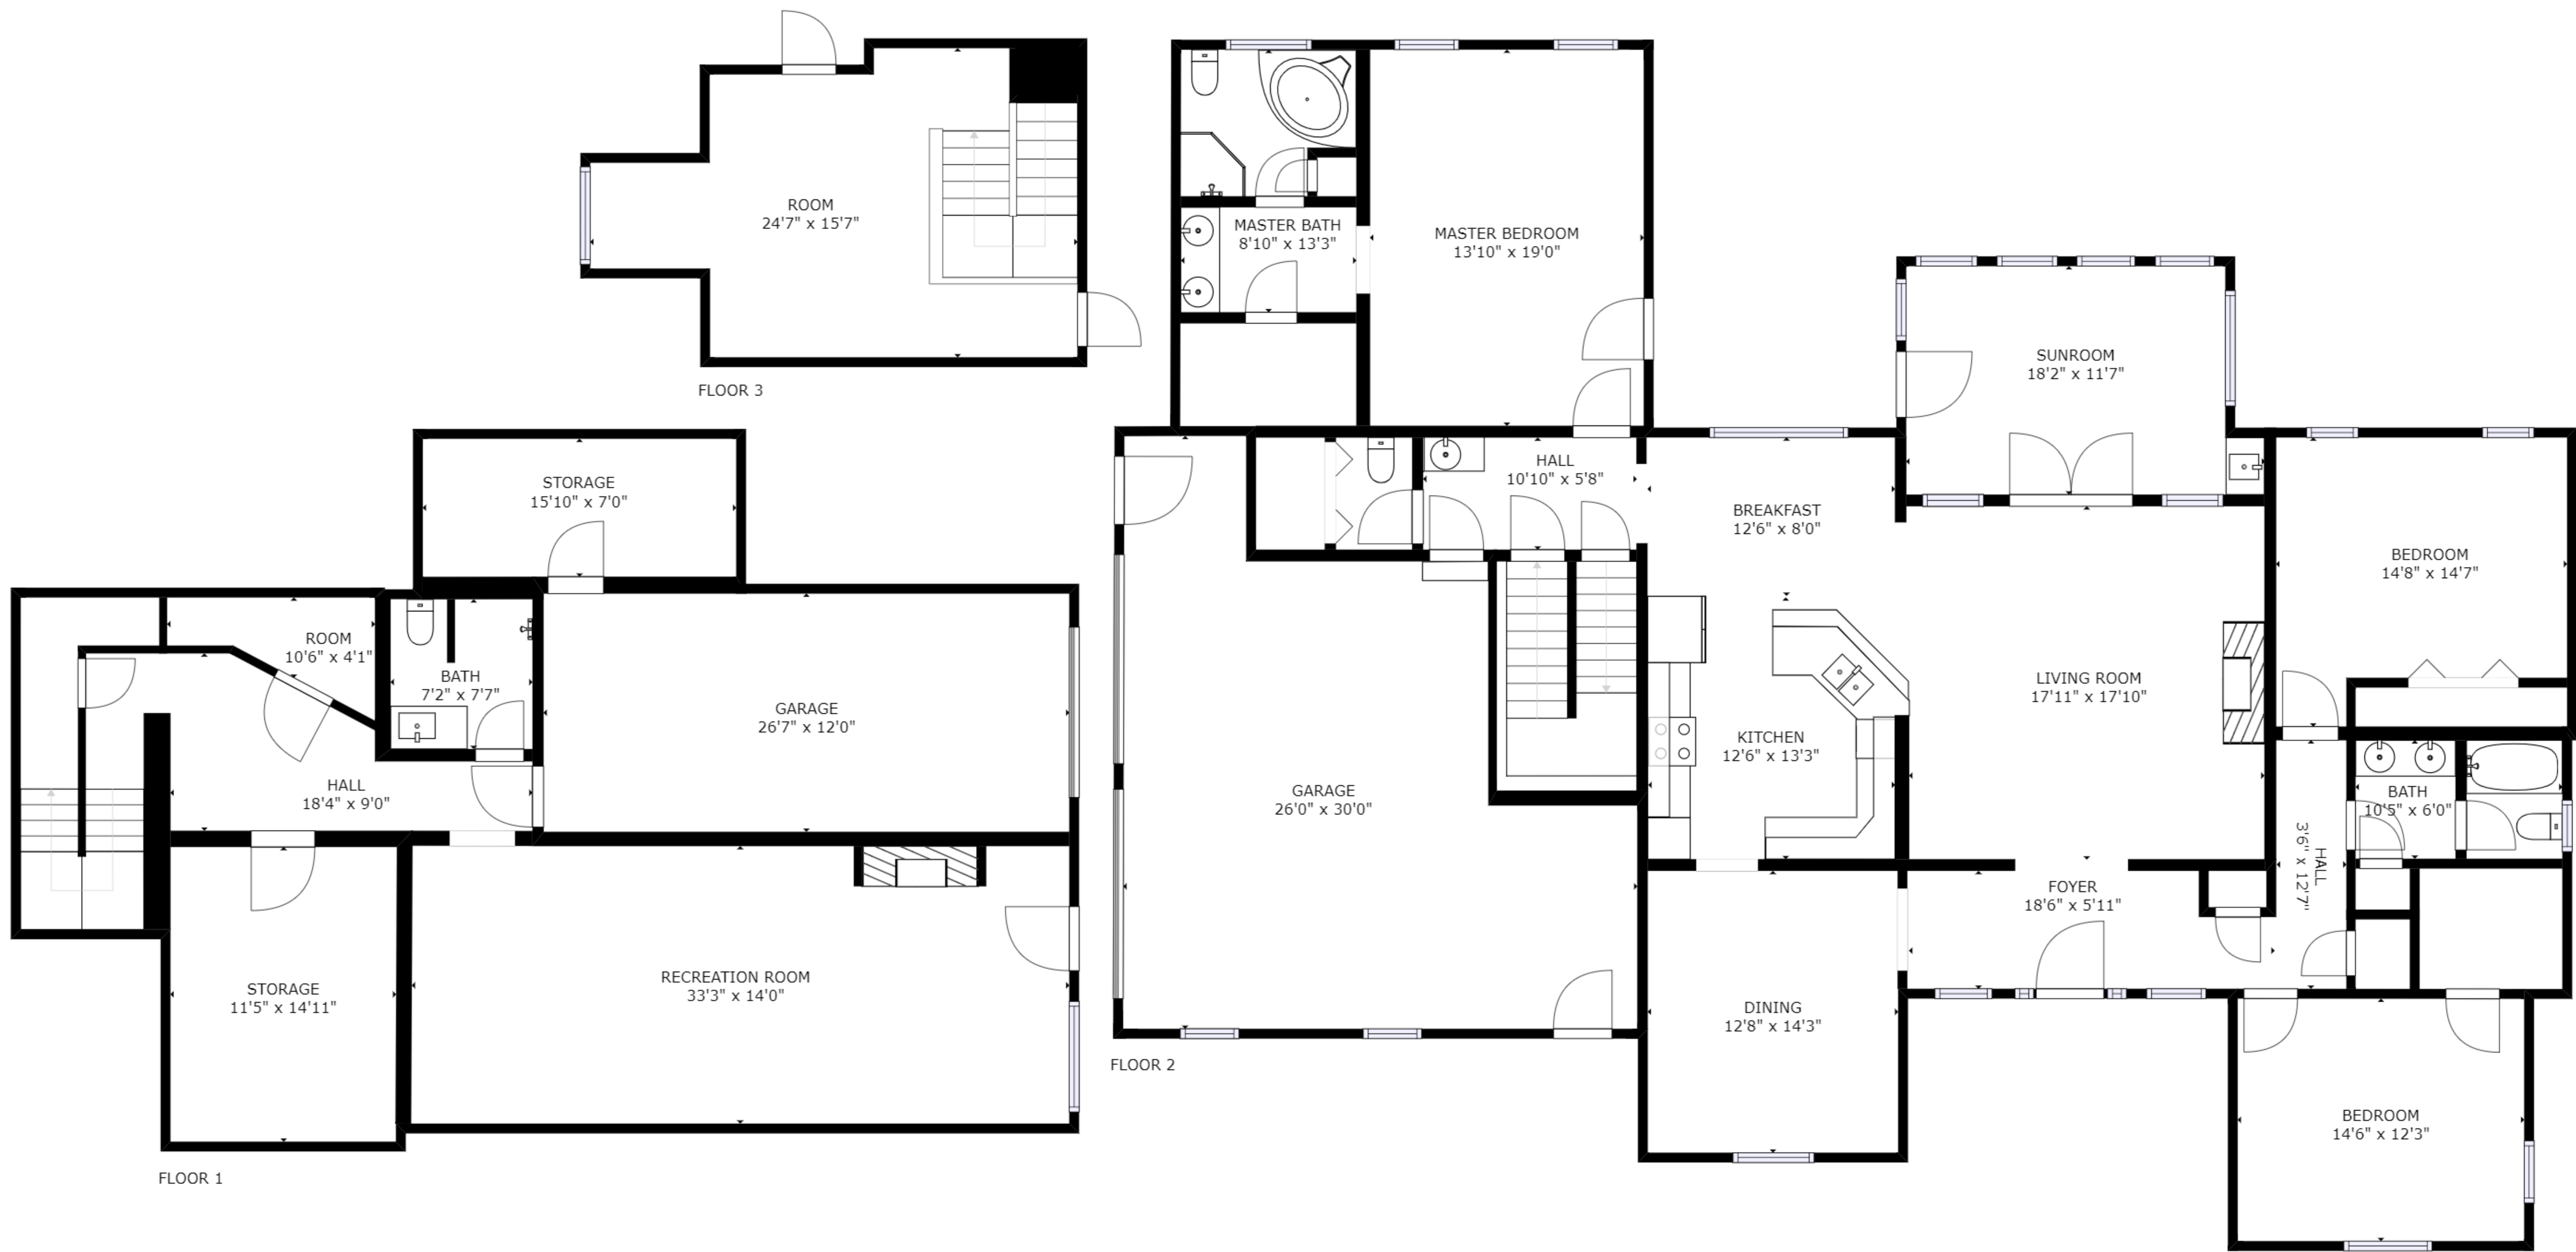 ROOM
24'7" x 15'7"
FLOOR 3
STORAGE
15'10" x 7'0"
ROOM
10'6" x 4'1"
BATH
7'2" x 7'7"
GARAGE
26'7" x 12'0"
HALL
18'4" x 9'0"
STORAGE
11'5" x 14'11"
RECREATION ROOM
33'3" x 14'0"
FLOOR 1
MASTER BATH
8'10" x 13'3"
MASTER BEDROOM
13'10" x 19'0"
SUNROOM
18'2" x 11'7"
HALL
10'10" x 5'8"
BREAKFAST
12'6" x 8'0"
BEDROOM
14'8" x 14'7"
LIVING ROOM
17'11" x 17'10"
KITCHEN
12'6" x 13'3"
GARAGE
26'0" x 30'0"
BATH
10'5" x 6'0"
HALL
3'6" x 12'7"
FOYER
18'6" x 5'11"
DINING
12'8" x 14'3"
BEDROOM
14'6" x 12'3"
FLOOR 2